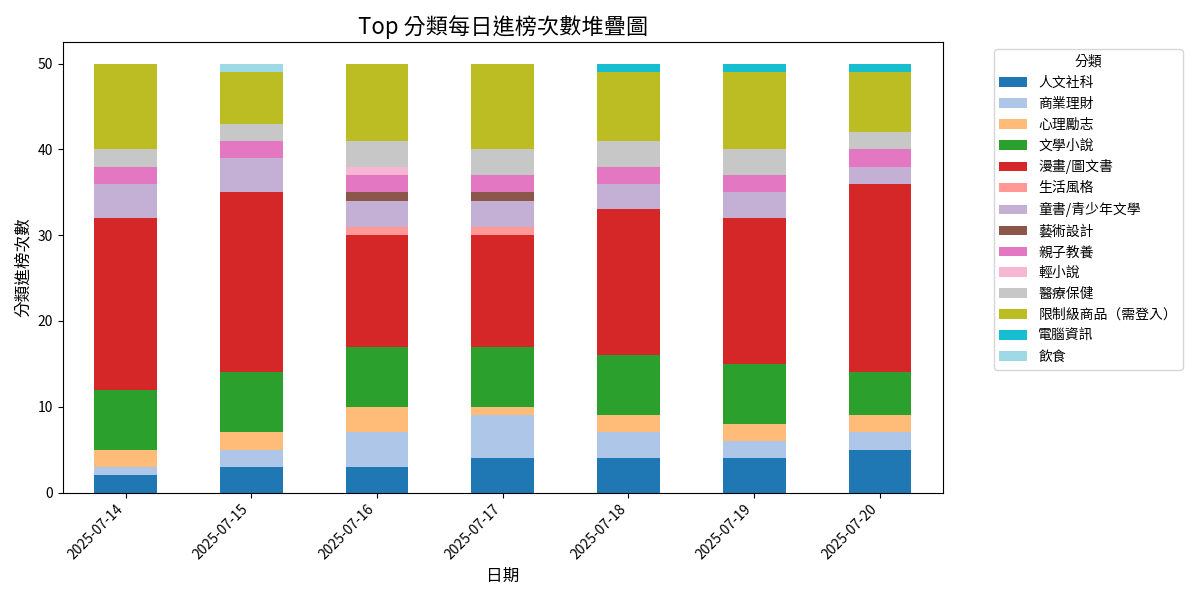 Top 分類每日進榜次數堆疊圖
分類進榜次數
50
40
30
20
10
0
2025-07-14
2025-07-15
2025-07-16
2025-07-17
2025-07-18
2025-07-19
2025-07-20
日期
分類
人文社科
商業理財
心理勵志
文學小說
漫畫/圖文書
生活風格
童書/青少年文學
藝術設計
親子教養
輕小說
醫療保健
限制級商品（需登入）
電腦資訊
飲食